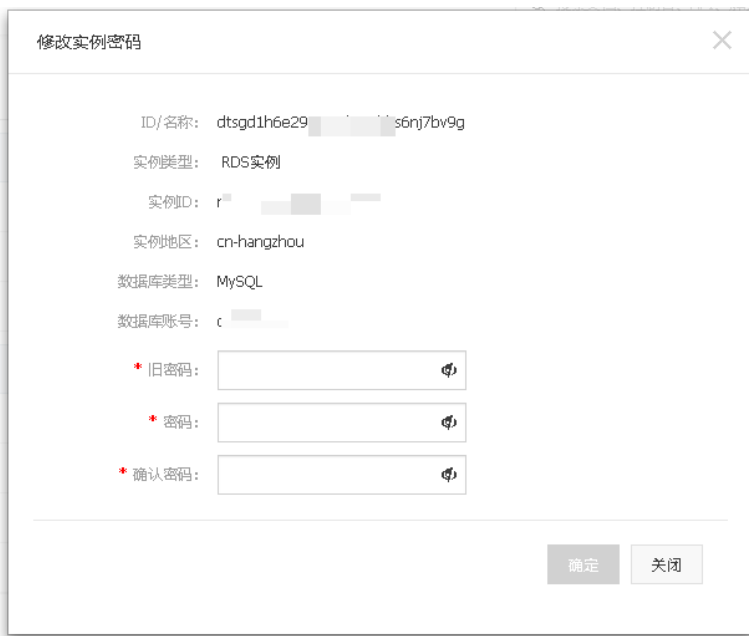 修改实例密码
ID/名称： dtsgd1h6e29 s6nj7bv9g
实例类型： RDS实例
实例ID： r
实例地区： cn-hangzhou
数据库类型： MySQL
数据库账号：
* 旧密码：
* 密码：
* 确认密码：
确定 关闭